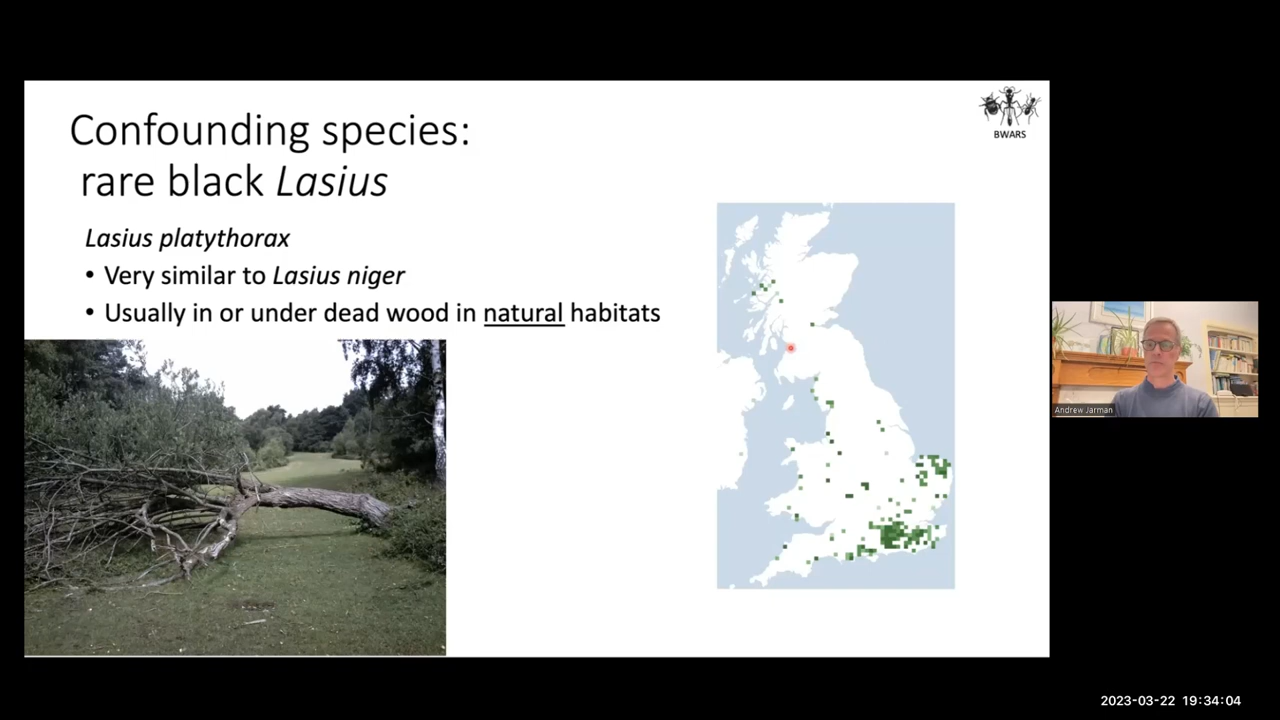 Confounding species:
rare black Lasius
BWARS
Lasius platythorax
• Very similar to Lasius niger
• Usually in or under dead wood in natural habitats
Andrew Jarman
2023-03-22 19:34:04